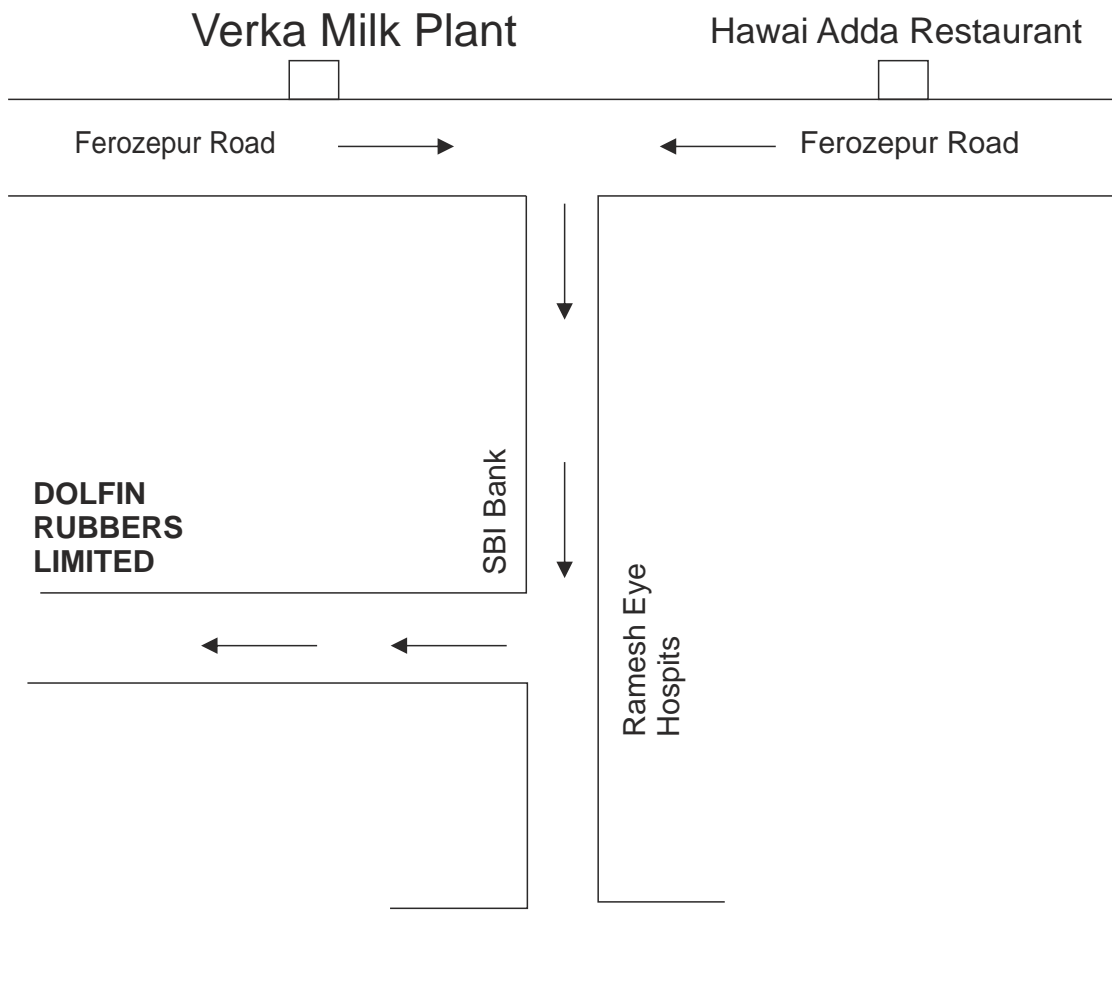 Verka Milk Plant
Hawai Adda Restaurant
Ferozepur Road
Ferozepur Road
DOLFIN
RUBBERS
LIMITED
SBI Bank
Ramesh Eye
Hospits